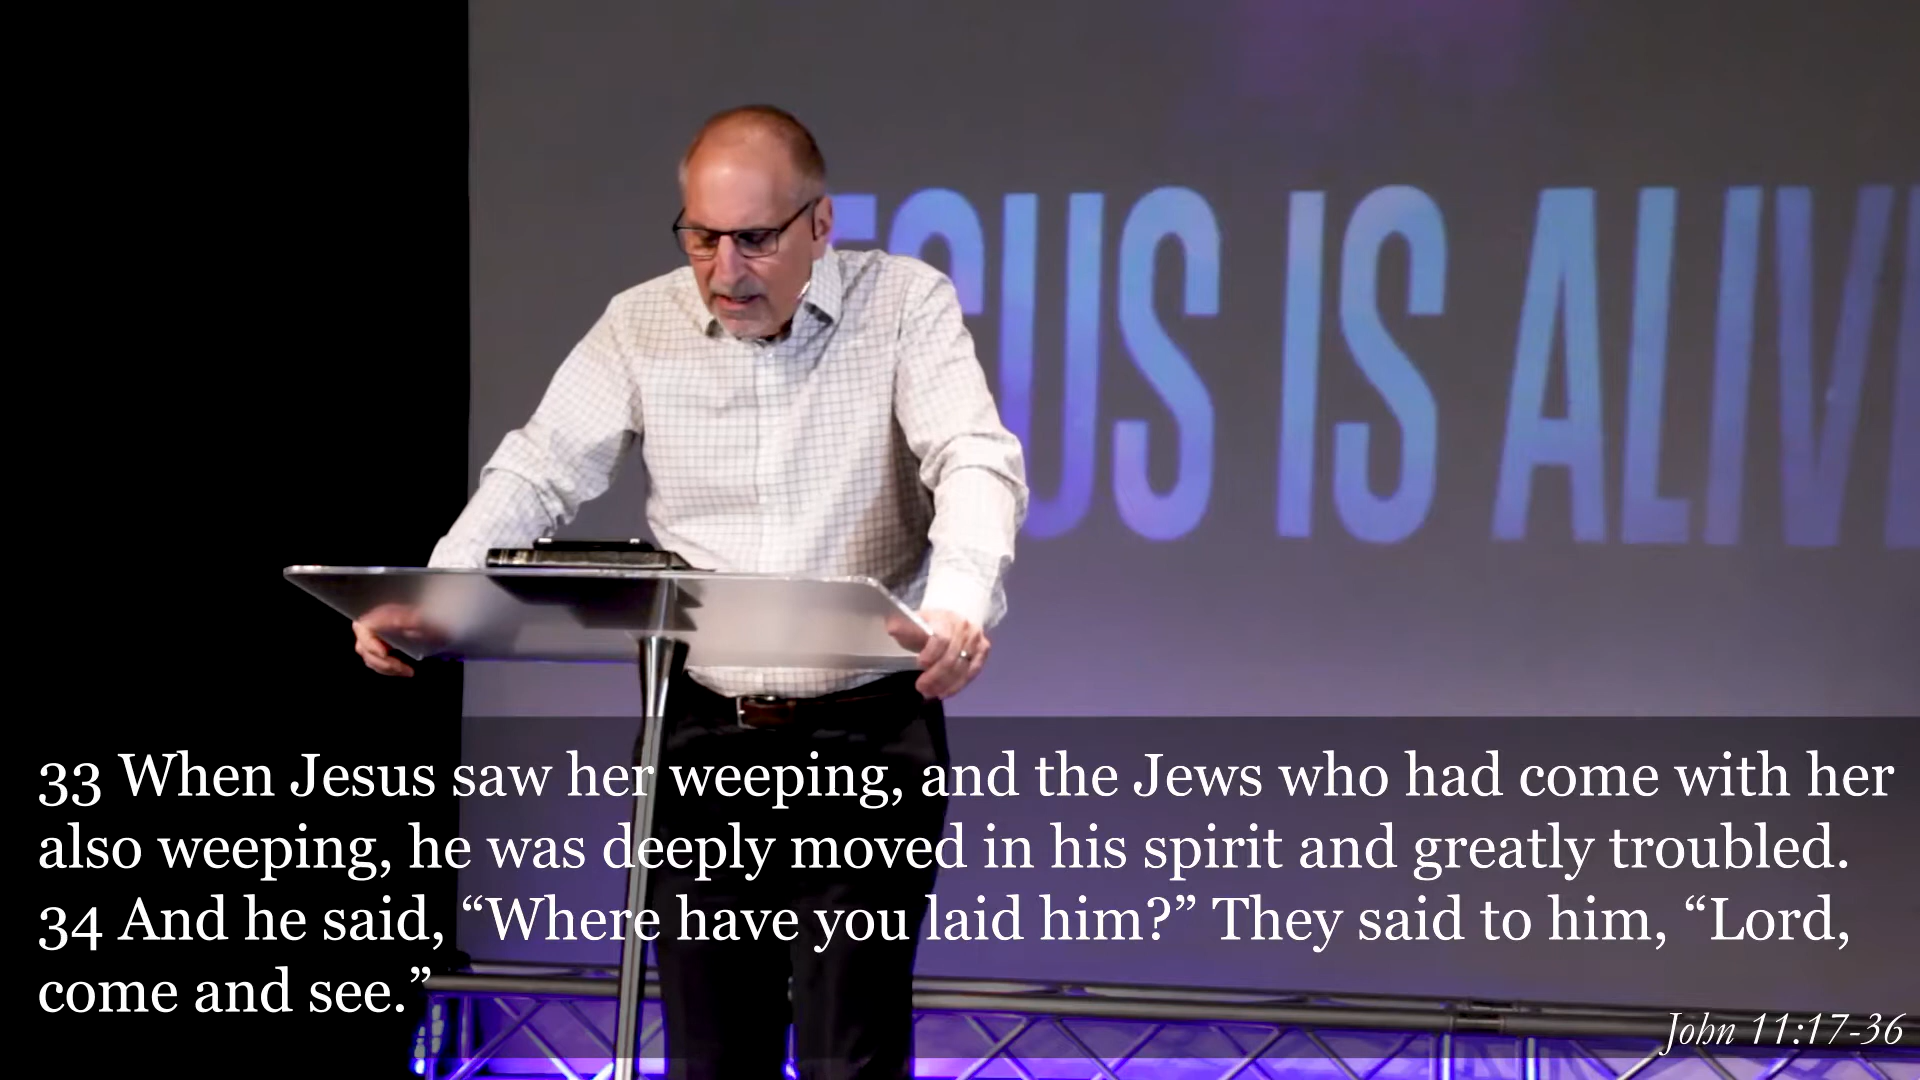 ESUS IS ALIVE
33 When Jesus saw her weeping, and the Jews who had come with her
also weeping, he was deeply moved in his spirit and greatly troubled.
34 And he said, “Where have you laid him?” They said to him, “Lord,
come and see.”
John 11:17-36